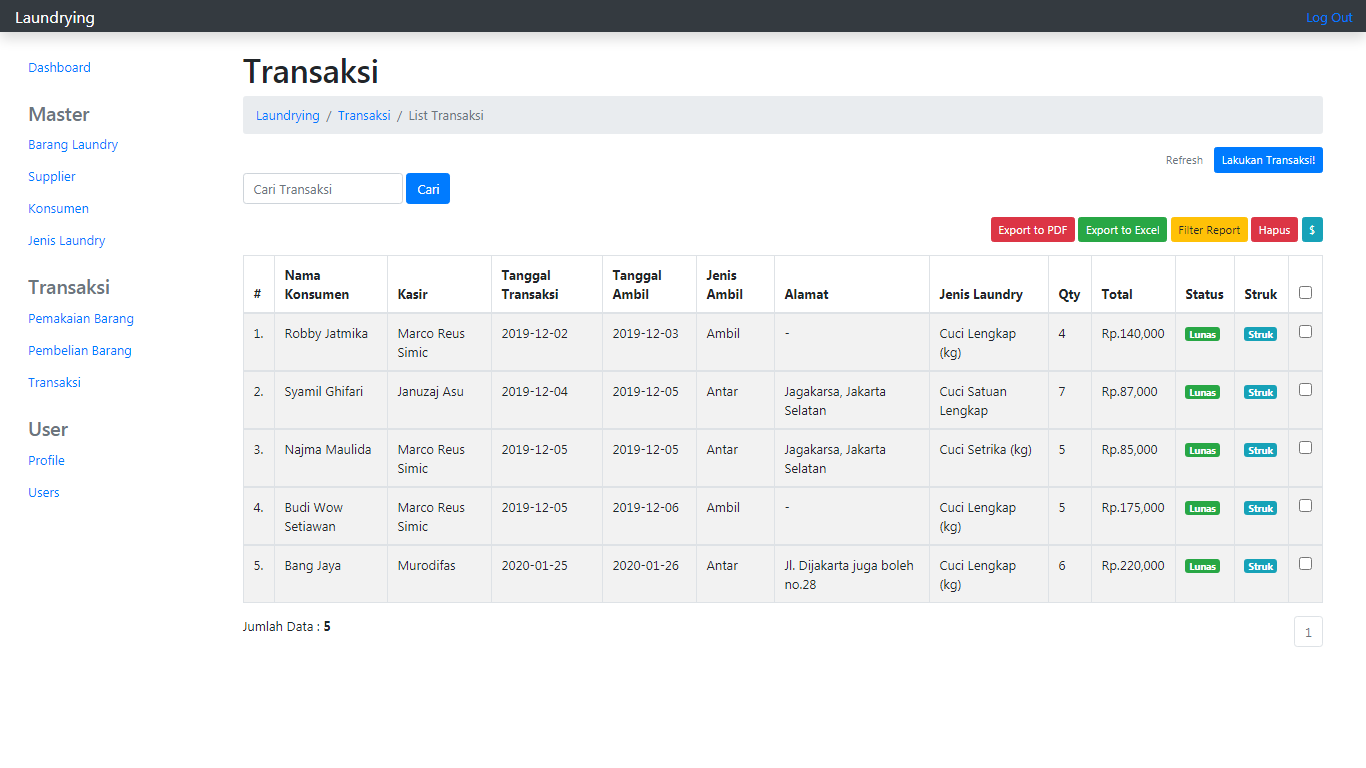 Laundrying
Log Out
Dashboard
Master
Barang Laundry
Supplier
Konsumen
Jenis Laundry
Transaksi
Pemakaian Barang
Pembelian Barang
Transaksi
User
Profile
Users
Transaksi
Laundrying / Transaksi / List Transaksi
Refresh Lakukan Transaksi!
Cari Transaksi Cari
Export to PDF Export to Excel Filter Report Hapus $
# Nama Konsumen Kasir Tanggal Transaksi Tanggal Ambil Jenis Ambil Alamat Jenis Laundry Qty Total Status Struk
1. Robby Jatmika Marco Reus Simic 2019-12-02 2019-12-03 Ambil - Cuci Lengkap (kg) 4 Rp.140,000 Lunas Struk
2. Syamil Ghifari Januzaj Asu 2019-12-04 2019-12-05 Antar Jagakarsa, Jakarta Selatan Cuci Satuan Lengkap 7 Rp.87,000 Lunas Struk
3. Najma Maulida Marco Reus Simic 2019-12-05 2019-12-05 Antar Jagakarsa, Jakarta Selatan Cuci Setrika (kg) 5 Rp.85,000 Lunas Struk
4. Budi Wow Setiawan Marco Reus Simic 2019-12-05 2019-12-06 Ambil - Cuci Lengkap (kg) 5 Rp.175,000 Lunas Struk
5. Bang Jaya Murodifas 2020-01-25 2020-01-26 Antar Jl. Dijakarta juga boleh no.28 Cuci Lengkap (kg) 6 Rp.220,000 Lunas Struk
Jumlah Data : 5
1